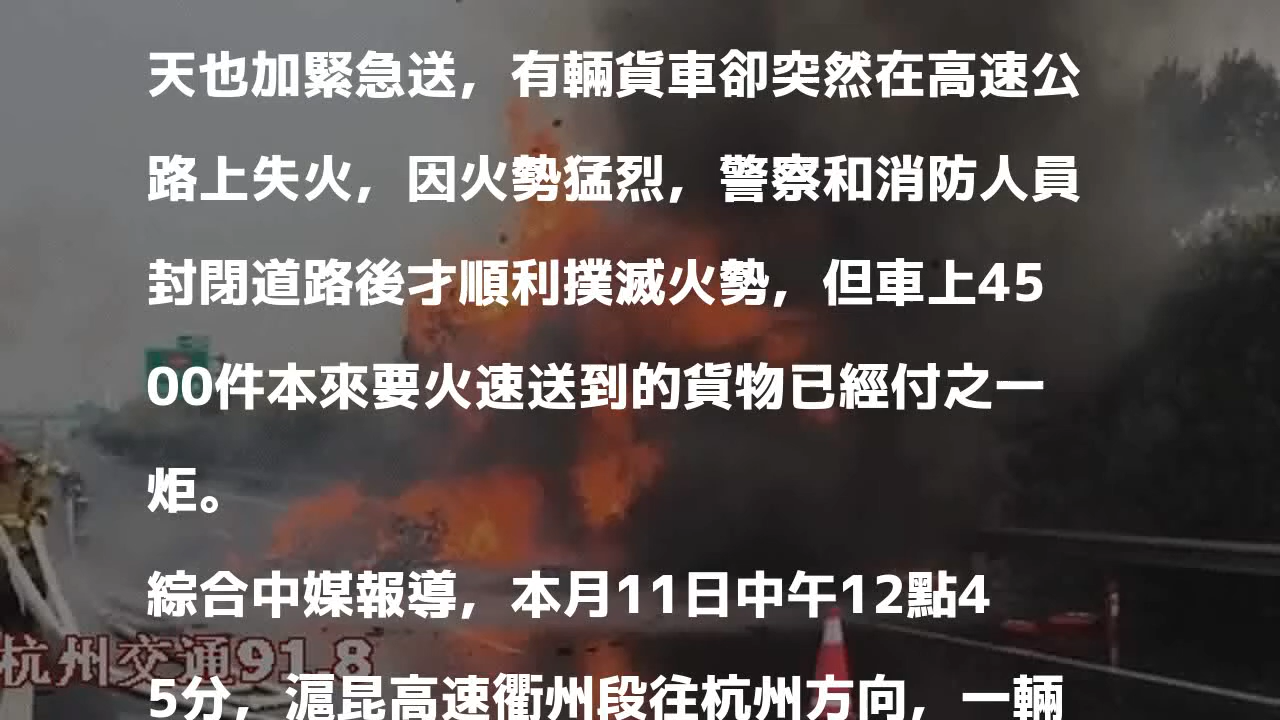 天也加緊急送，有輛貨車卻突然在高速公
路上失火，因火勢猛烈，警察和消防人員
封閉道路後才順利撲滅火勢，但車上45
00件本來要火速送到的貨物已經付之一
炬。
綜合中媒報導，本月11日中午12點4
杭州交通91.8
5分，滬昆高速衢州段往杭州方向，一輛